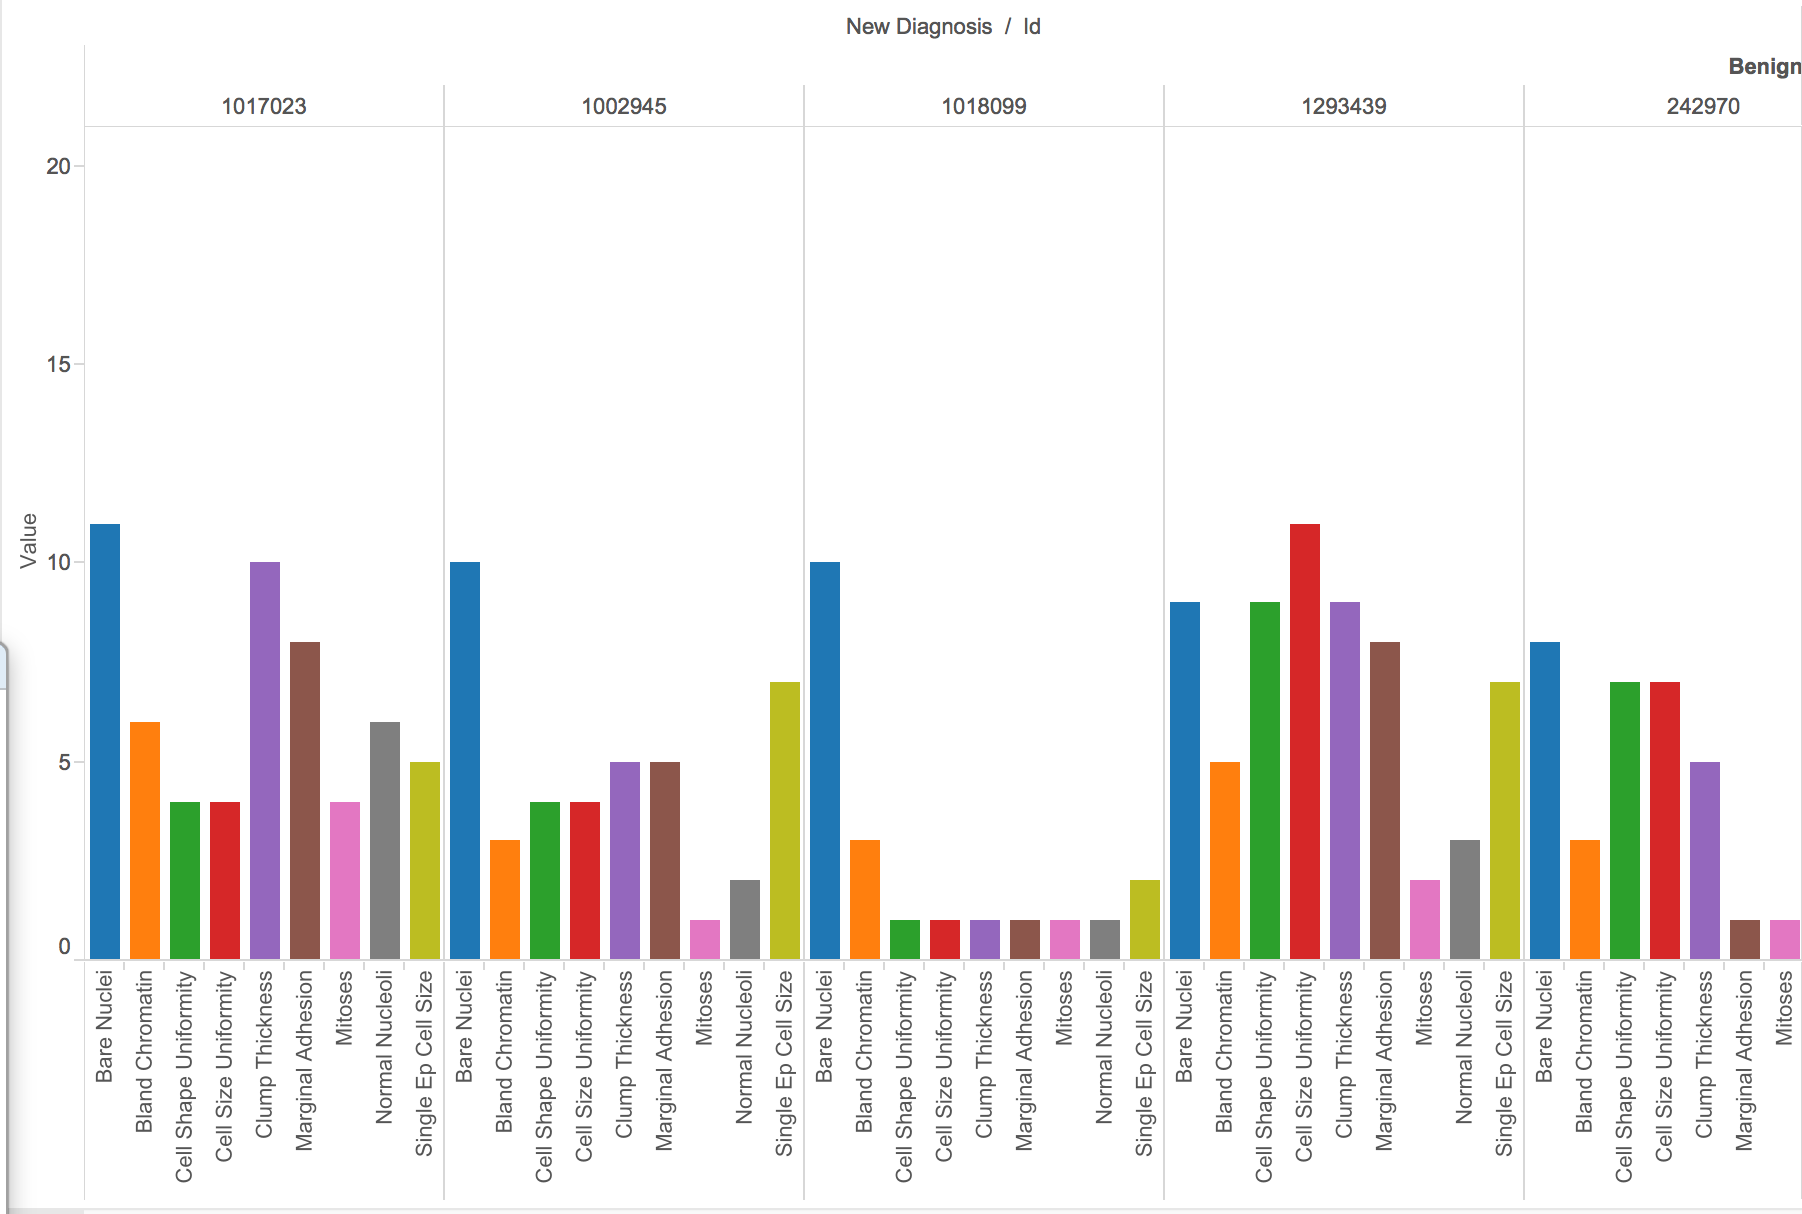 New Diagnosis / Id
Benign
1017023 1002945 1018099 1293439 242970
20
15
10
5
0
Value
Bare Nuclei
Bland Chromatin
Cell Shape Uniformity
Cell Size Uniformity
Clump Thickness
Marginal Adhesion
Mitoses
Normal Nucleoli
Single Ep Cell Size
Bare Nuclei
Bland Chromatin
Cell Shape Uniformity
Cell Size Uniformity
Clump Thickness
Marginal Adhesion
Mitoses
Normal Nucleoli
Single Ep Cell Size
Bare Nuclei
Bland Chromatin
Cell Shape Uniformity
Cell Size Uniformity
Clump Thickness
Marginal Adhesion
Mitoses
Normal Nucleoli
Single Ep Cell Size
Bare Nuclei
Bland Chromatin
Cell Shape Uniformity
Cell Size Uniformity
Clump Thickness
Marginal Adhesion
Mitoses
Normal Nucleoli
Single Ep Cell Size
Bare Nuclei
Bland Chromatin
Cell Shape Uniformity
Cell Size Uniformity
Clump Thickness
Marginal Adhesion
Mitoses